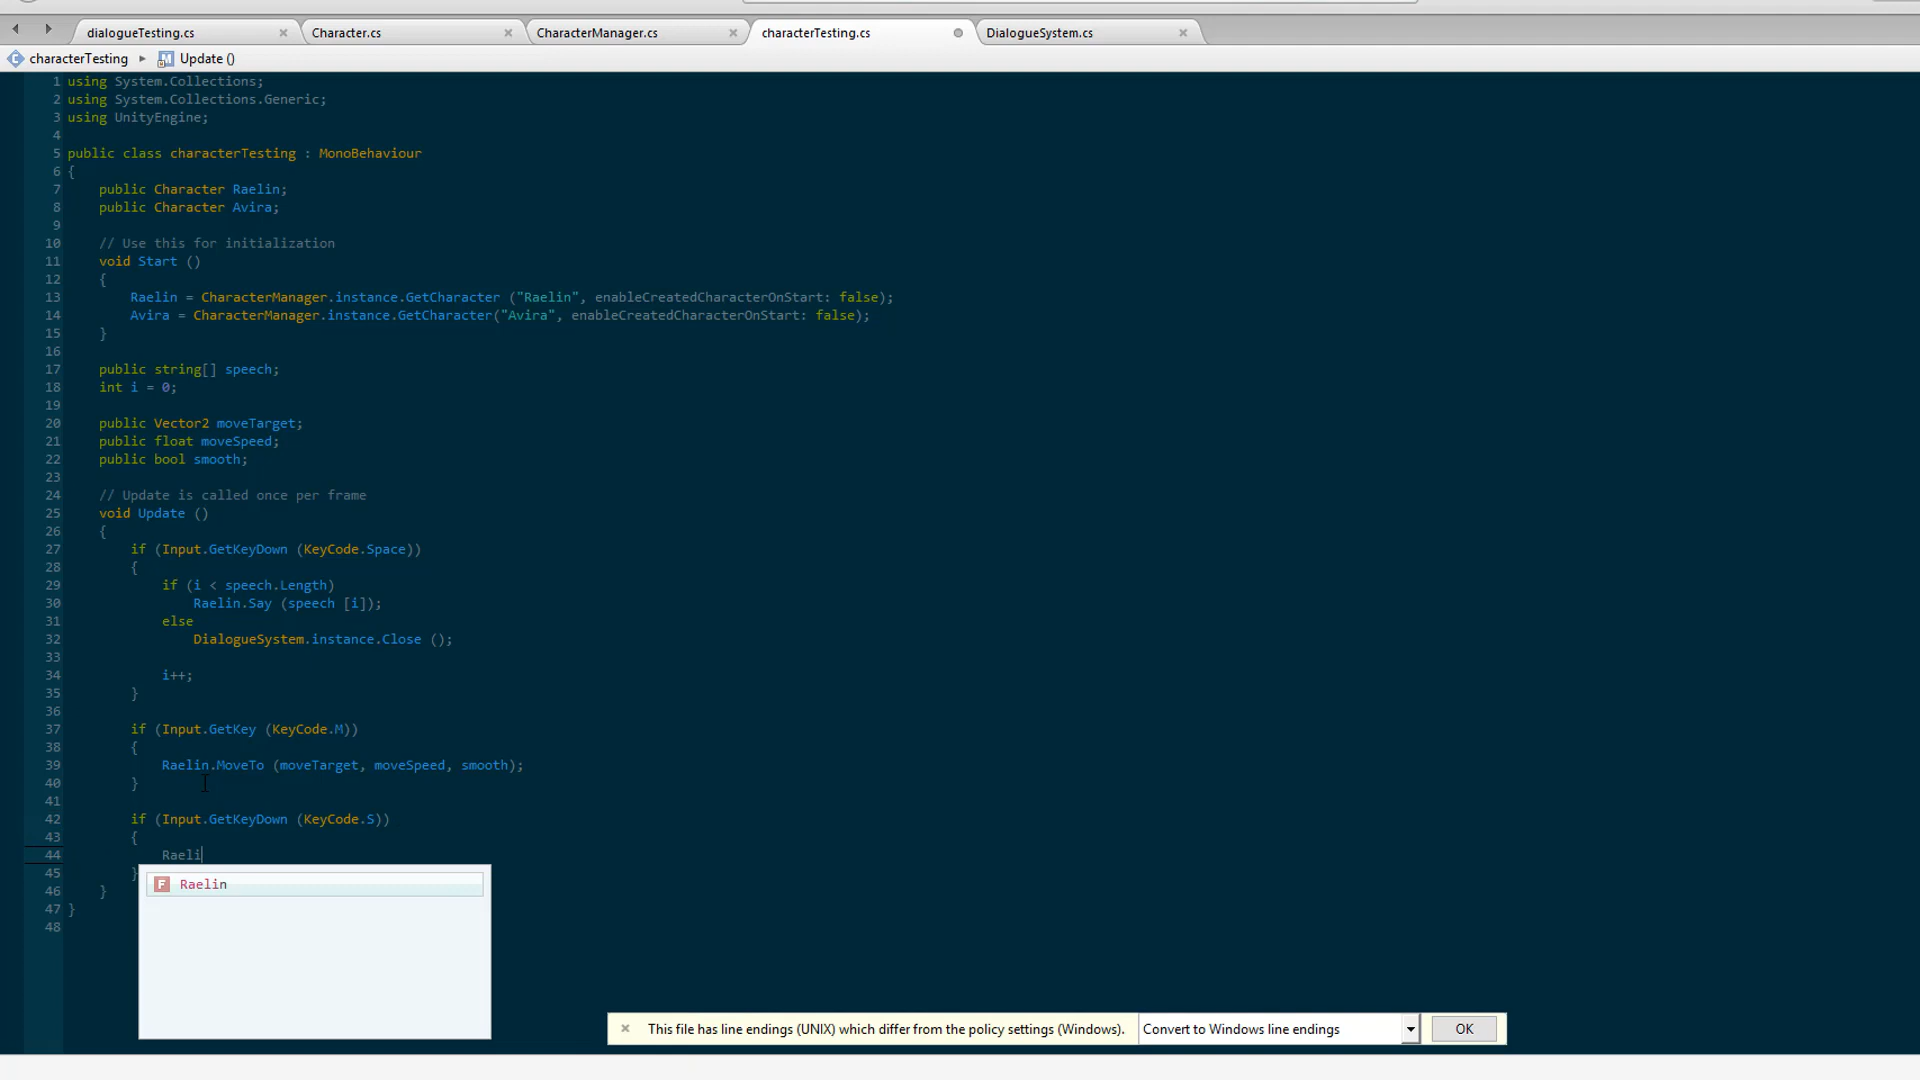 dialogueTesting.cs
Character.cs
CharacterManager.cs
characterTesting.cs
DialogueSystem.cs
characterTesting
Update ()
1 using System.Collections;
2 using System.Collections.Generic;
3 using UnityEngine;
4
5 public class characterTesting : MonoBehaviour
6 {
7 public Character Raelin;
8 public Character Avira;
9
10 // Use this for initialization
11 void Start ()
12 {
13 Raelin = CharacterManager.instance.GetCharacter ("Raelin", enableCreatedCharacterOnStart: false);
14 Avira = CharacterManager.instance.GetCharacter("Avira", enableCreatedCharacterOnStart: false);
15 }
16
17 public string[] speech;
18 int i = 0;
19
20 public Vector2 moveTarget;
21 public float moveSpeed;
22 public bool smooth;
23
24 // Update is called once per frame
25 void Update ()
26 {
27 if (Input.GetKeyDown (KeyCode.Space))
28 {
29 if (i < speech.Length)
30 Raelin.Say (speech [i]);
31 else
32 DialogueSystem.instance.Close ();
33
34 i++;
35 }
36
37 if (Input.GetKey (KeyCode.M))
38 {
39 Raelin.MoveTo (moveTarget, moveSpeed, smooth);
40 }
41
42 if (Input.GetKeyDown (KeyCode.S))
43 {
44 Raeli
45 }
F Raelin
46 }
47 }
48
This file has line endings (UNIX) which differ from the policy settings (Windows).
Convert to Windows line endings
OK